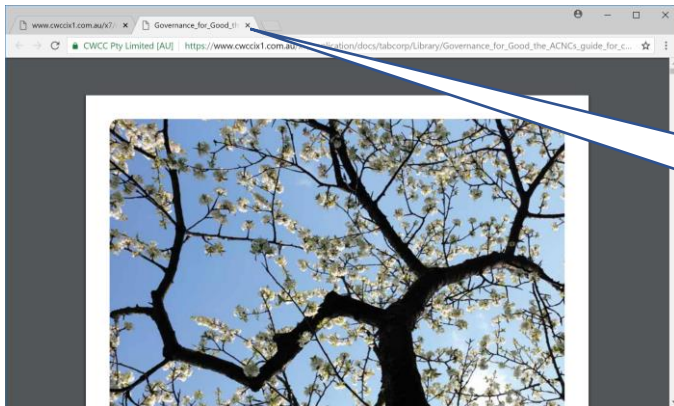 www.cwccix1.com.au/x7/
Governance_for_Good_th
CWCC Pty Limited [AU] https://www.cwccix1.com.au/ lication/docs/tabcorp/Library/Governance_for_Good_the_ACNCs_guide_for_c...